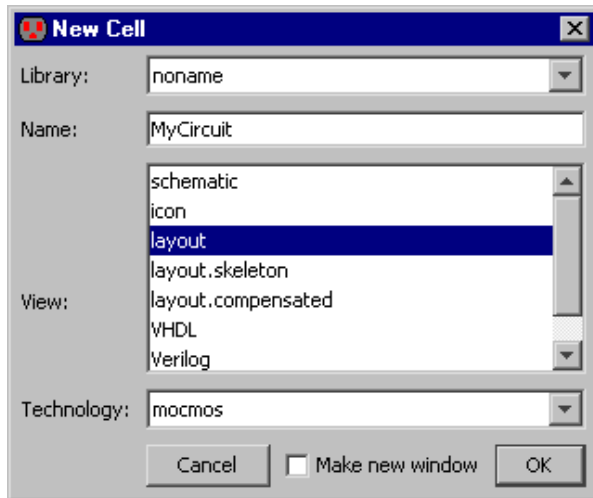 New Cell
Library: noname
Name: MyCircuit
schematic
icon
layout
layout.skeleton
View: layout.compensated
VHDL
Verilog
Technology: mocmos
Cancel Make new window OK